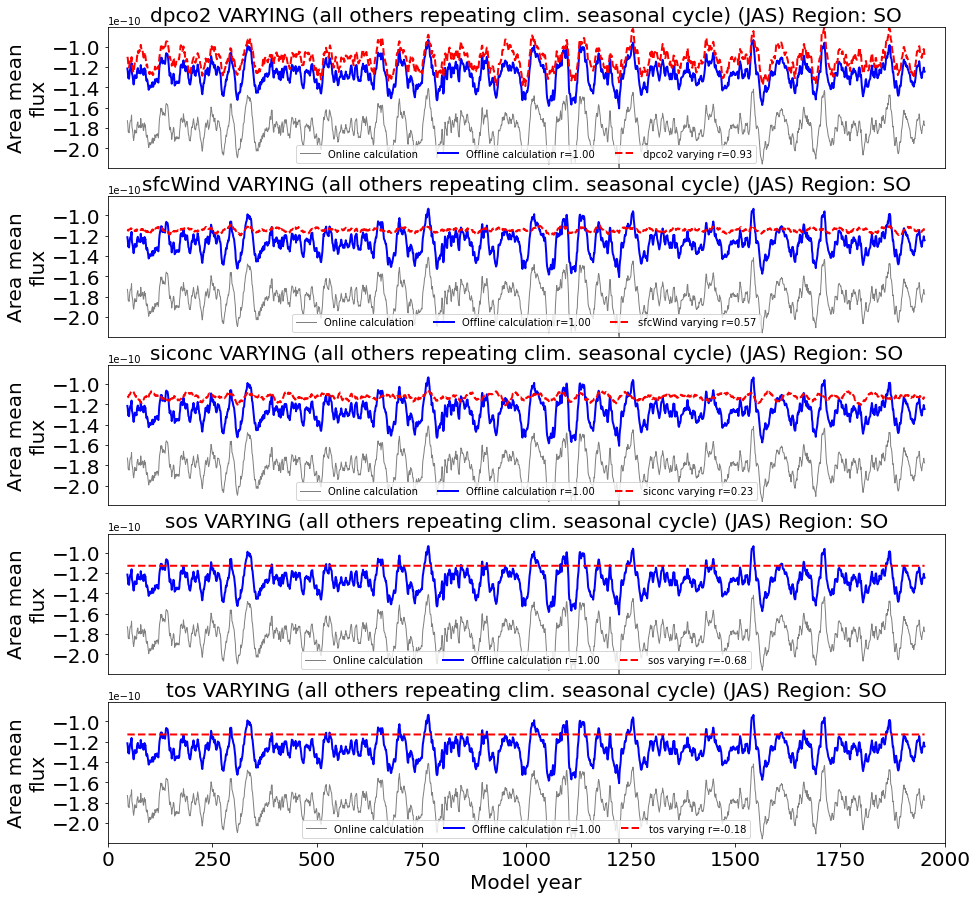 dpco2 VARYING (all others repeating clim. seasonal cycle) (JAS) Region: SO
1e−10
−1.0
−1.2
−1.4
−1.6
−1.8
−2.0
Area mean
flux
Online calculation Offline calculation r=1.00 dpco2 varying r=0.93
sfcWind VARYING (all others repeating clim. seasonal cycle) (JAS) Region: SO
1e−10
−1.0
−1.2
−1.4
−1.6
−1.8
−2.0
Area mean
flux
Online calculation Offline calculation r=1.00 sfcWind varying r=0.57
siconc VARYING (all others repeating clim. seasonal cycle) (JAS) Region: SO
1e−10
−1.0
−1.2
−1.4
−1.6
−1.8
−2.0
Area mean
flux
Online calculation Offline calculation r=1.00 siconc varying r=0.23
sos VARYING (all others repeating clim. seasonal cycle) (JAS) Region: SO
1e−10
−1.0
−1.2
−1.4
−1.6
−1.8
−2.0
Area mean
flux
Online calculation Offline calculation r=1.00 sos varying r=-0.68
tos VARYING (all others repeating clim. seasonal cycle) (JAS) Region: SO
1e−10
−1.0
−1.2
−1.4
−1.6
−1.8
−2.0
Area mean
flux
Online calculation Offline calculation r=1.00 tos varying r=-0.18
0 250 500 750 1000 1250 1500 1750 2000
Model year